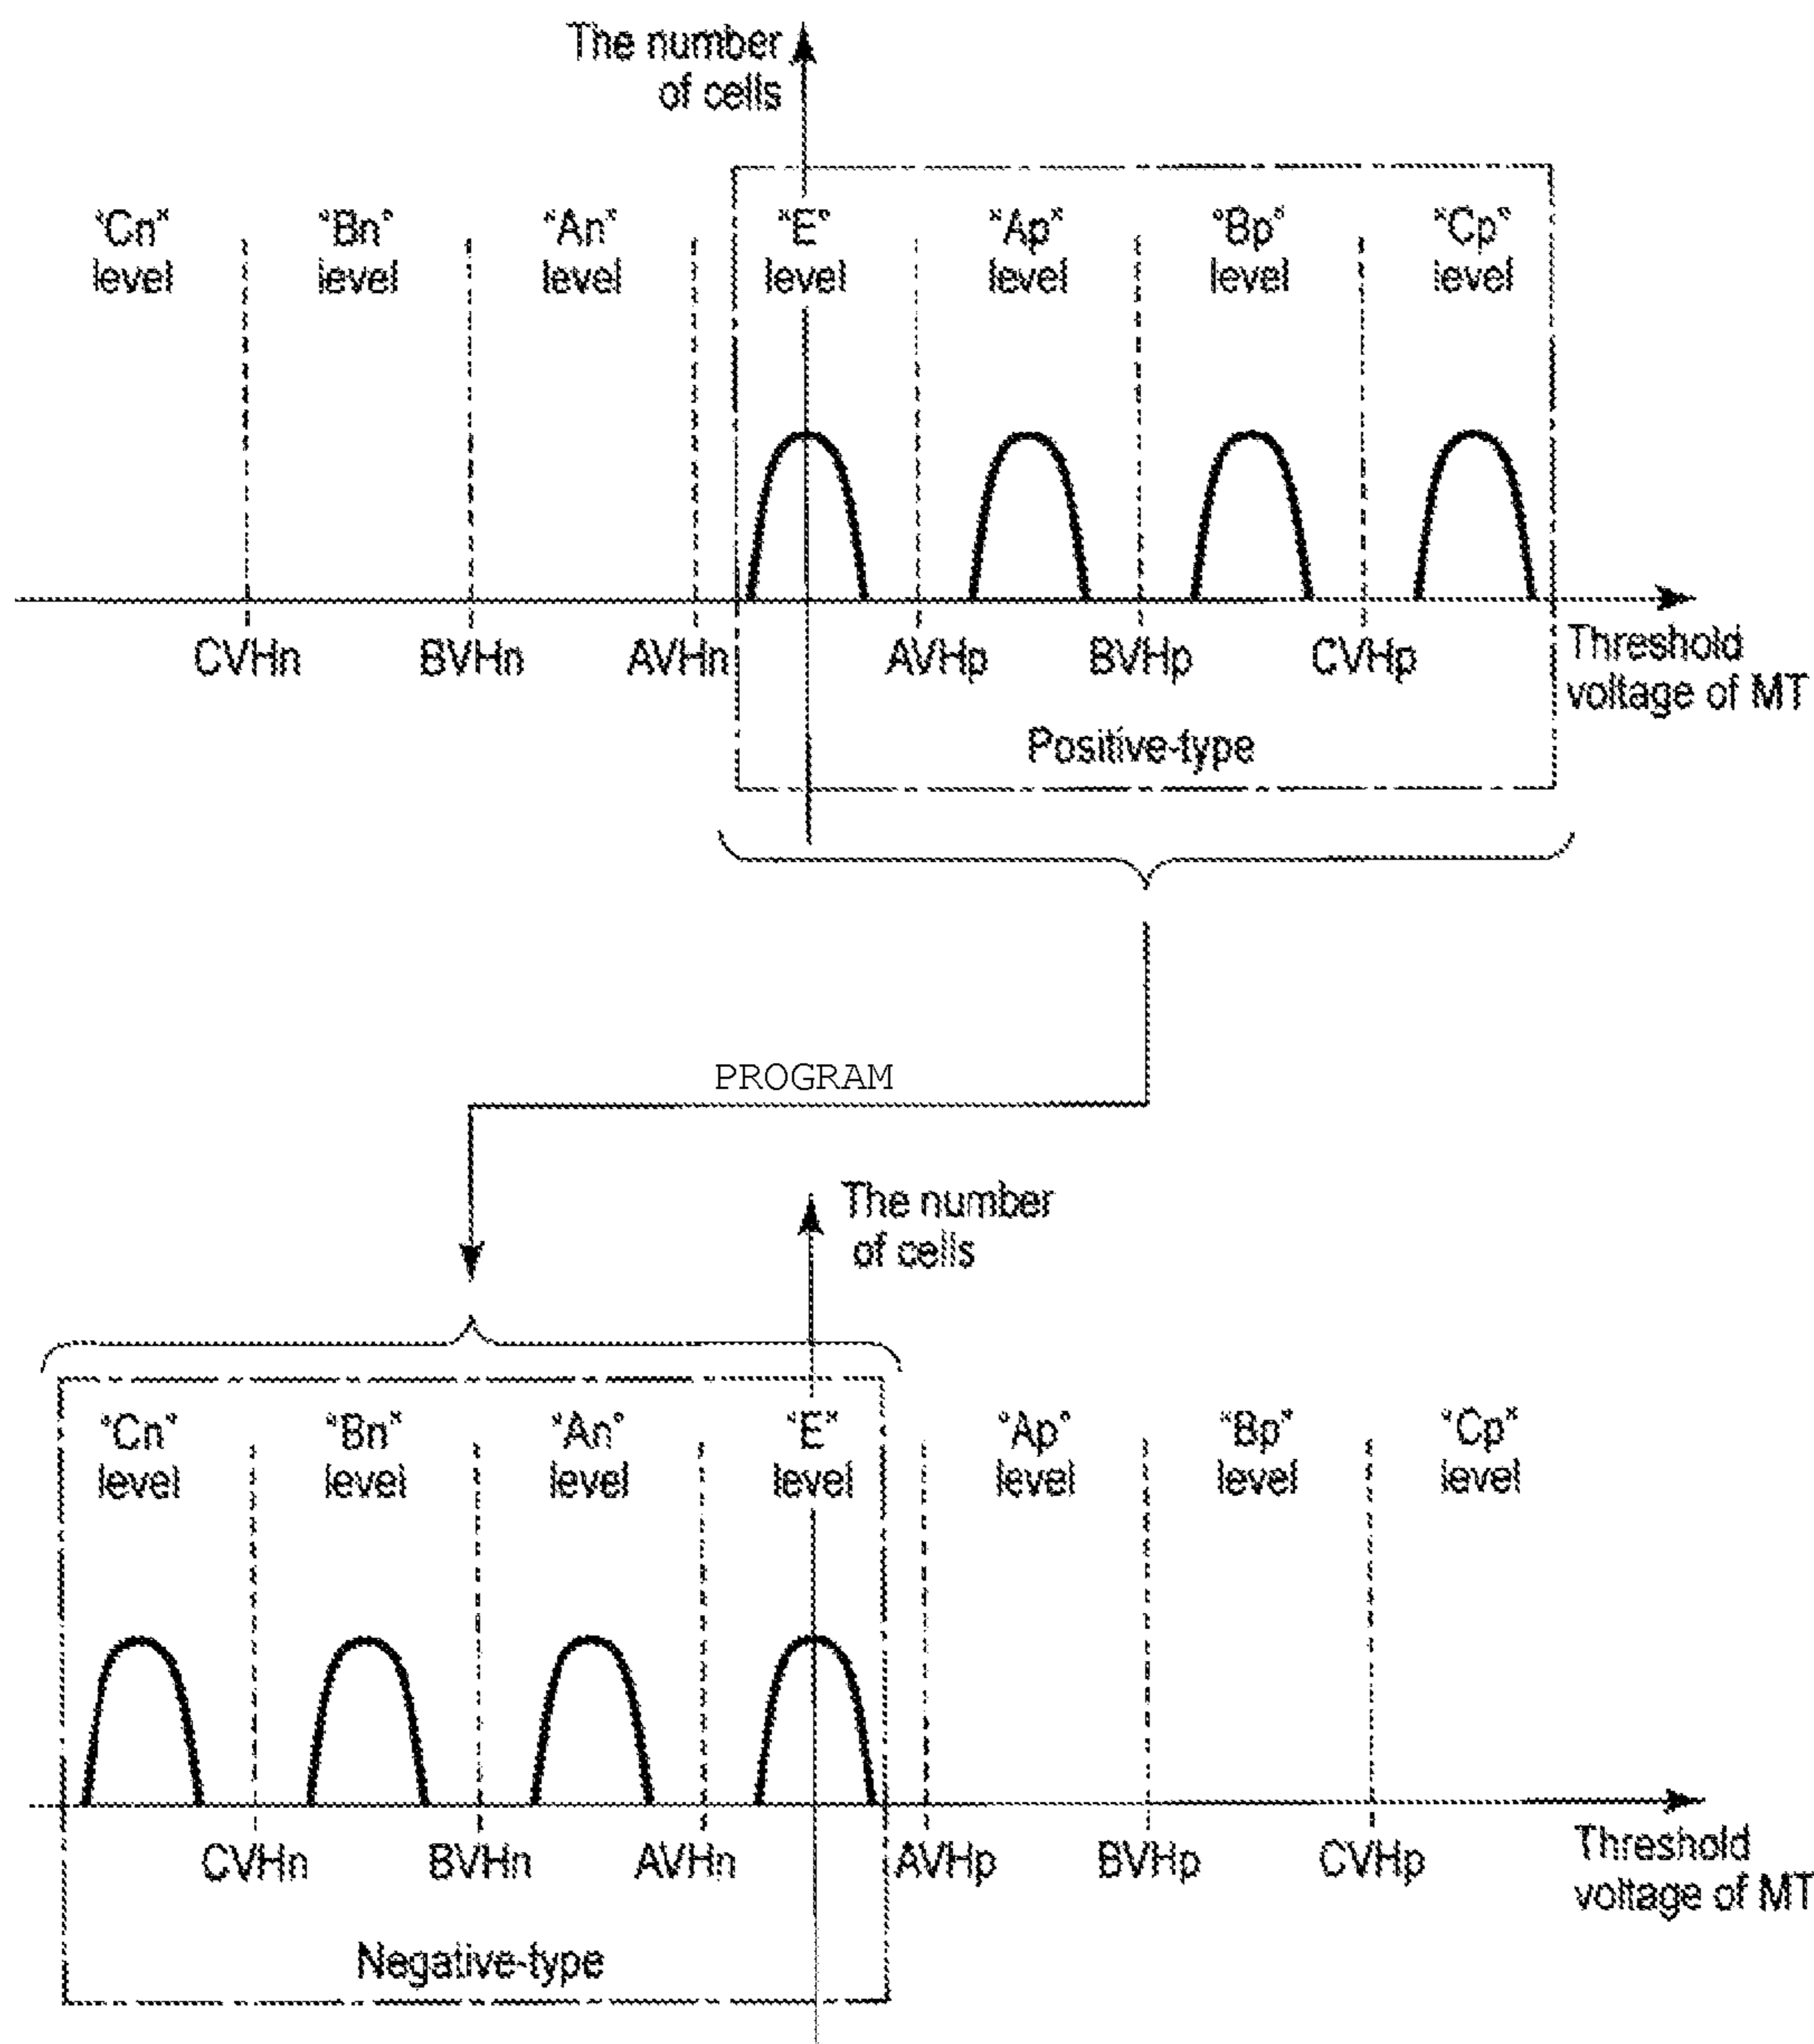 The number
of cells
"Cn"
level
"Bn"
level
"An"
level
"E"
level
"Ap"
level
"Bp"
level
"Cp"
level
CVHn
BVHn
AVHn
AVHp
BVHp
CVHp
Threshold
voltage of MT
Positive-type
PROGRAM
The number
of cells
"Cn"
level
"Bn"
level
"An"
level
"E"
level
"Ap"
level
"Bp"
level
"Cp"
level
CVHn
BVHn
AVHn
AVHp
BVHp
CVHp
Threshold
voltage of MT
Negative-type